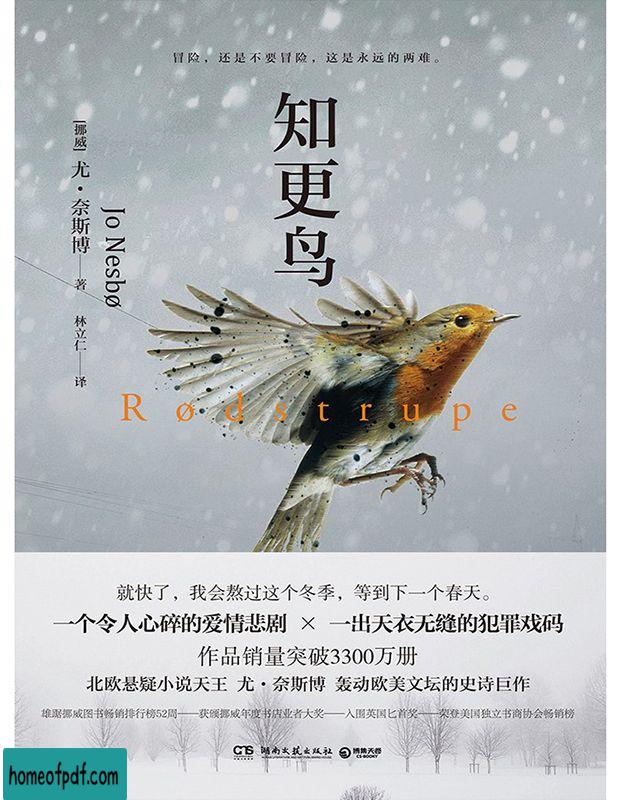 冒险，还是不要冒险，这是永远的两难。
知更鸟
[挪威]尤·奈斯博——著
Jo Nesbø
林立仁——译
Rødstrupe
就快了，我会熬过这个冬季，等到下一个春天。
一个令人心碎的爱情悲剧 × 一出天衣无缝的犯罪戏码
作品销量突破3300万册
北欧悬疑小说天王 尤·奈斯博 轰动欧美文坛的史诗巨作
雄踞挪威图书畅销排行榜52周——获颁挪威年度书店业者大奖——入围英国匕首奖——荣登美国独立书商协会畅销榜
湖南文艺出版社 博集天卷
CS-BOOKY
homeofpdf.com